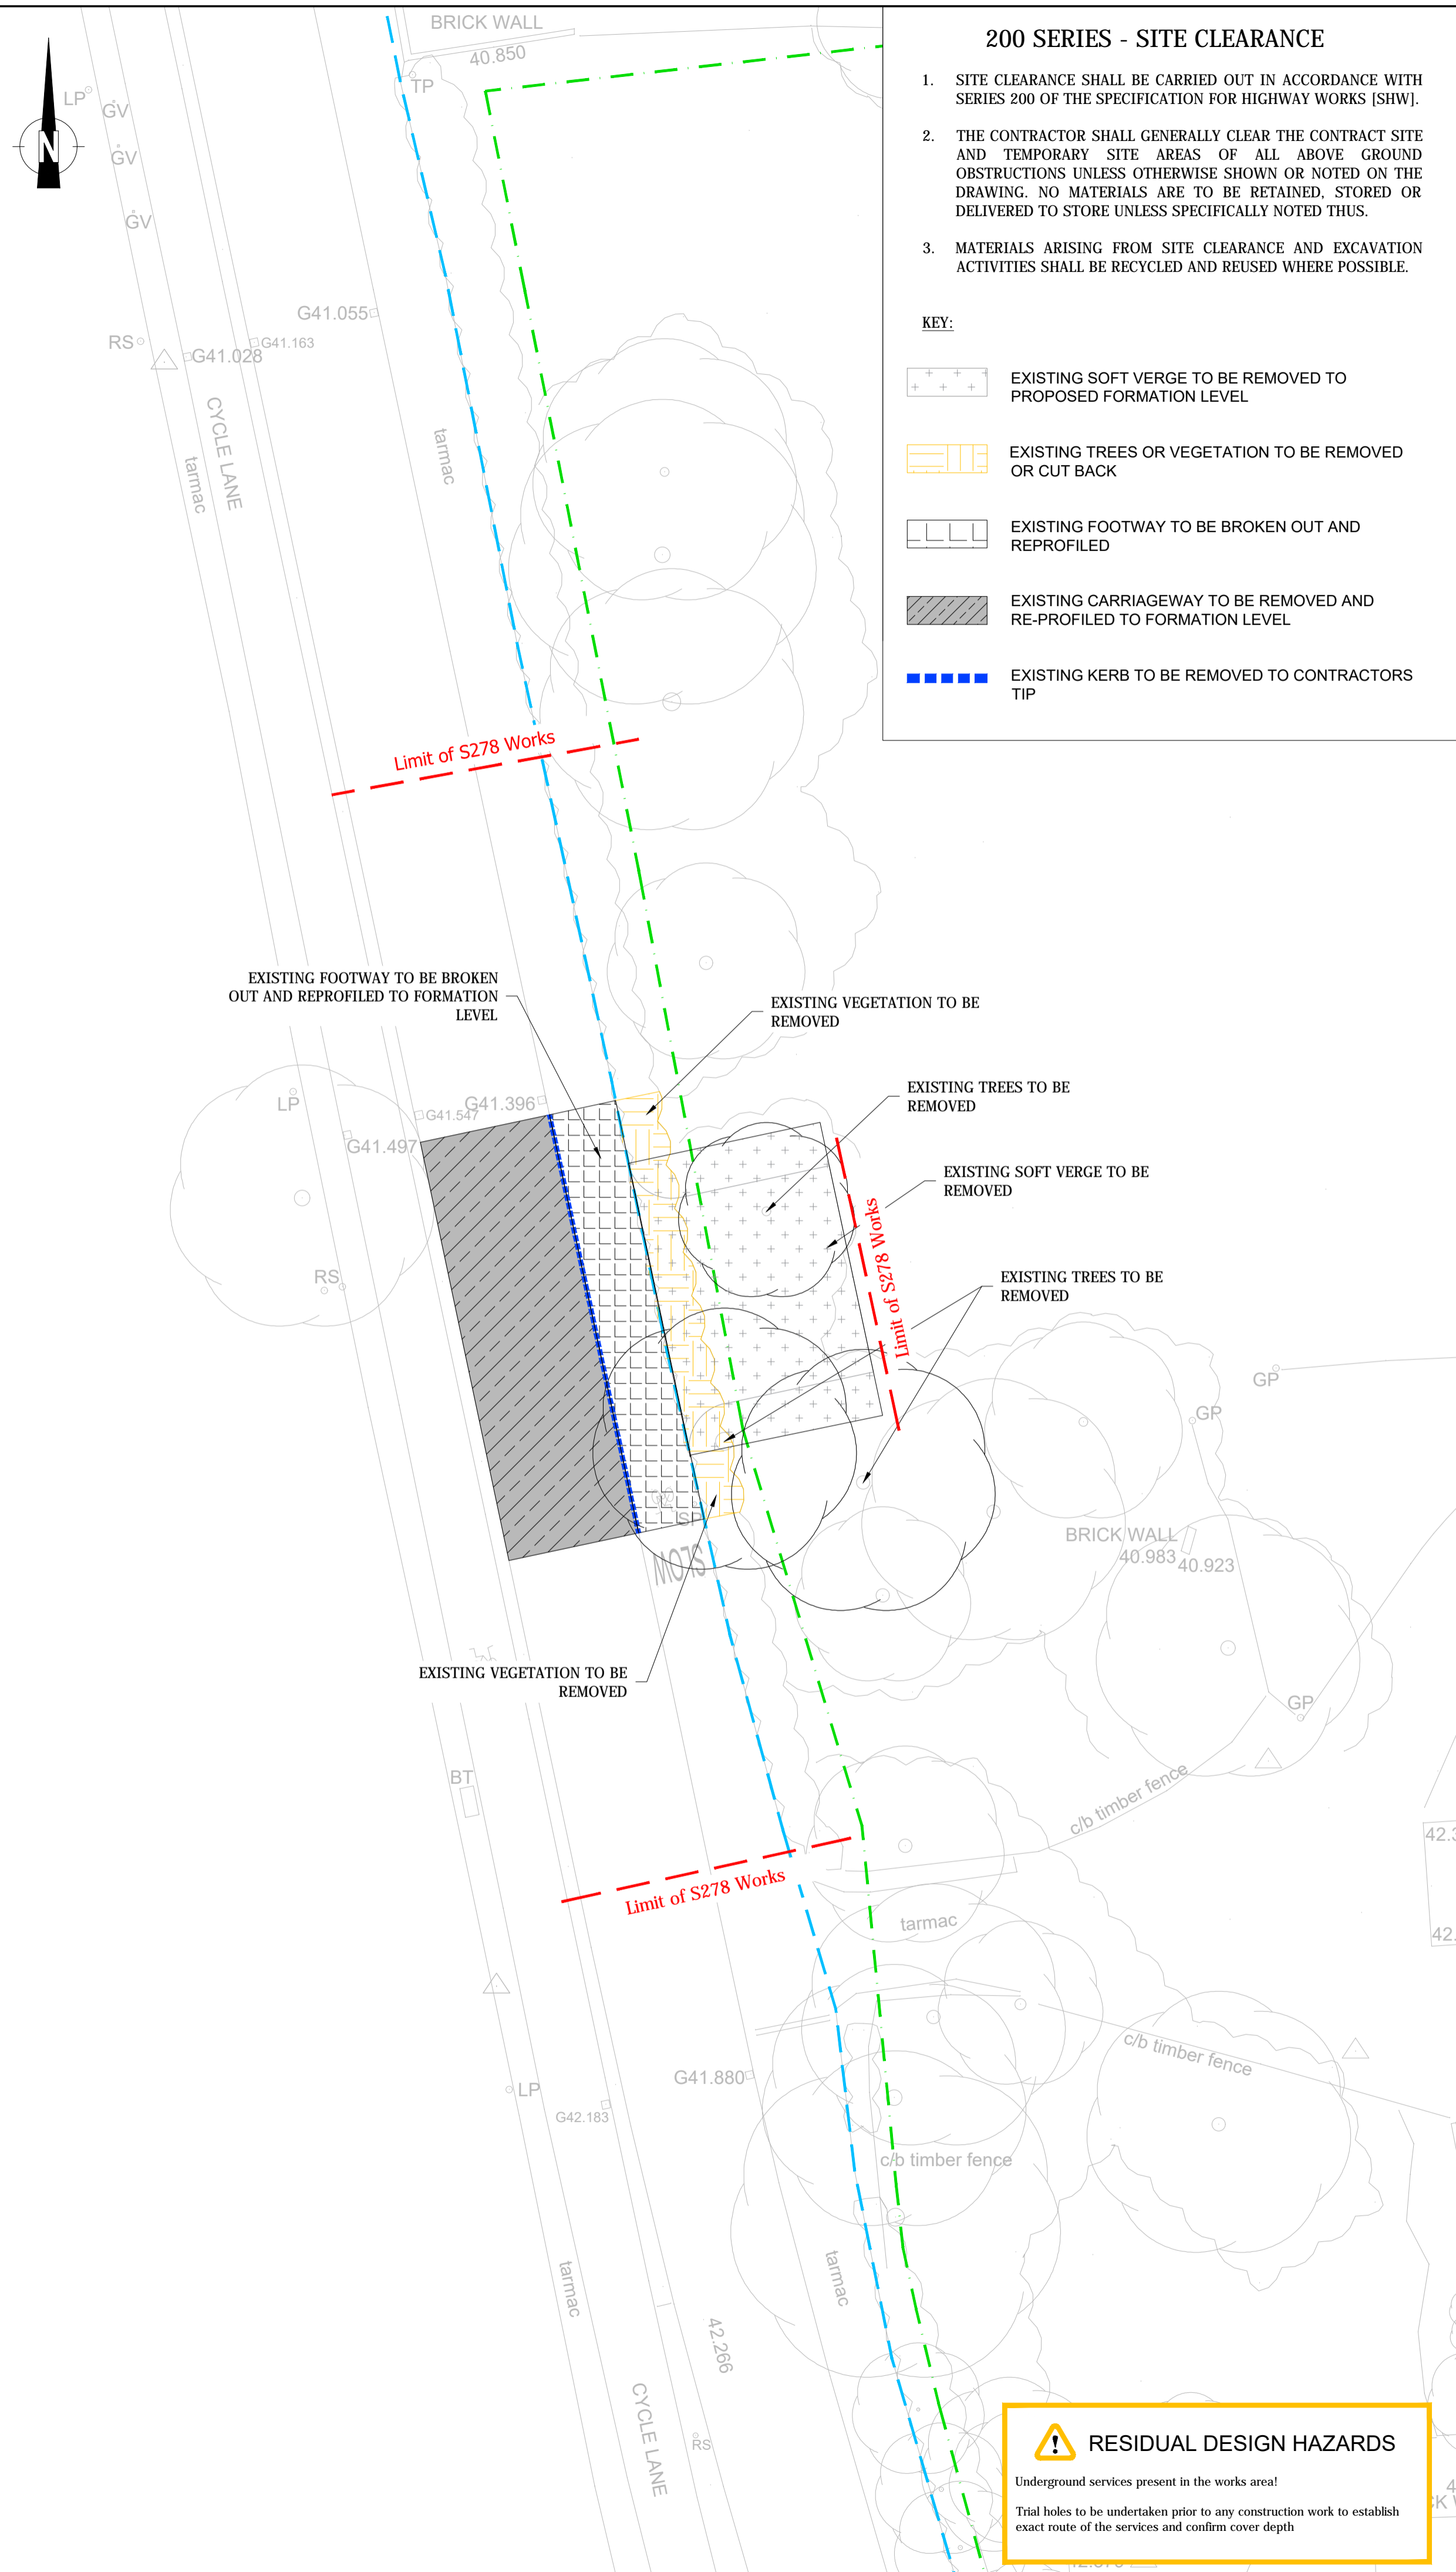 200 SERIES - SITE CLEARANCE
1. SITE CLEARANCE SHALL BE CARRIED OUT IN ACCORDANCE WITH
SERIES 200 OF THE SPECIFICATION FOR HIGHWAY WORKS [SHW].
2. THE CONTRACTOR SHALL GENERALLY CLEAR THE CONTRACT SITE
AND TEMPORARY SITE AREAS OF ALL ABOVE GROUND
OBSTRUCTIONS UNLESS OTHERWISE SHOWN OR NOTED ON THE
DRAWING. NO MATERIALS ARE TO BE RETAINED, STORED OR
DELIVERED TO STORE UNLESS SPECIFICALLY NOTED THUS.
3. MATERIALS ARISING FROM SITE CLEARANCE AND EXCAVATION
ACTIVITIES SHALL BE RECYCLED AND REUSED WHERE POSSIBLE.
KEY:
EXISTING SOFT VERGE TO BE REMOVED TO
PROPOSED FORMATION LEVEL
EXISTING TREES OR VEGETATION TO BE REMOVED
OR CUT BACK
EXISTING FOOTWAY TO BE BROKEN OUT AND
REPROFILED
EXISTING CARRIAGEWAY TO BE REMOVED AND
RE-PROFILED TO FORMATION LEVEL
EXISTING KERB TO BE REMOVED TO CONTRACTORS
TIP
BRICK WALL
40.850
TP
LP
GV
GV
GV
N
G41.055
RS
G41.163
G41.028
CYCLE LANE
tarmac
tarmac
Limit of S278 Works
EXISTING FOOTWAY TO BE BROKEN
OUT AND REPROFILED TO FORMATION
LEVEL
EXISTING VEGETATION TO BE
REMOVED
EXISTING TREES TO BE
REMOVED
LP
G41.396
G41.547
G41.497
EXISTING SOFT VERGE TO BE
REMOVED
Limit of S278 Works
RS
EXISTING TREES TO BE
REMOVED
GP
GP
SP
BRICK WALL
40.983
40.923
SLOW
EXISTING VEGETATION TO BE
REMOVED
GP
BT
c/b timber fence
Limit of S278 Works
tarmac
c/b timber fence
G41.880
LP
G42.183
c/b timber fence
tarmac
tarmac
42.266
CYCLE LANE
RS
RESIDUAL DESIGN HAZARDS
Underground services present in the works area!
Trial holes to be undertaken prior to any construction work to establish
exact route of the services and confirm cover depth